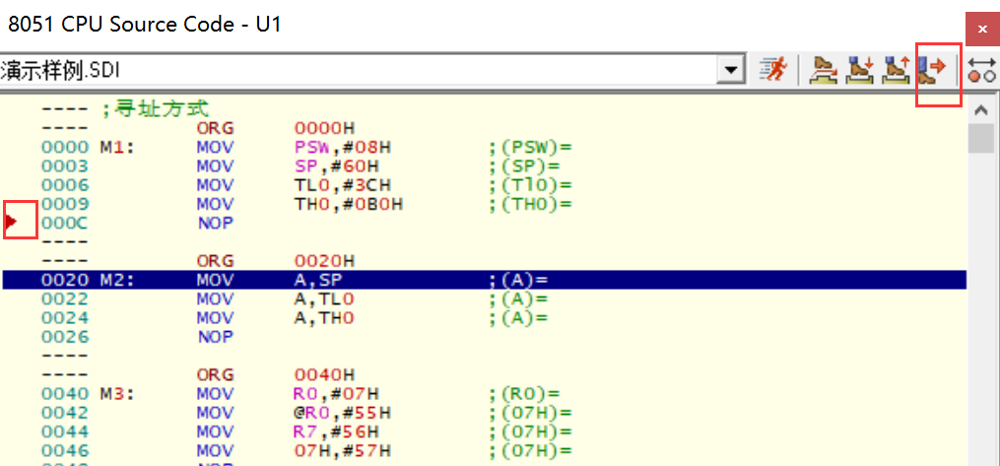 8051 CPU Source Code - U1
演示样例.SDI
---- ;寻址方式
---- ORG 0000H
0000 M1: MOV PSW,#08H ;(PSW)=
0003 MOV SP,#60H ;(SP)=
0006 MOV TL0,#3CH ;(Tl0)=
0009 MOV TH0,#0B0H ;(TH0)=
000C NOP
----
---- ORG 0020H
0020 M2: MOV A,SP ;(A)=
0022 MOV A,TL0 ;(A)=
0024 MOV A,TH0 ;(A)=
0026 NOP
----
---- ORG 0040H
0040 M3: MOV R0,#07H ;(R0)=
0042 MOV @R0,#55H ;(07H)=
0044 MOV R7,#56H ;(07H)=
0046 MOV 07H,#57H ;(07H)=